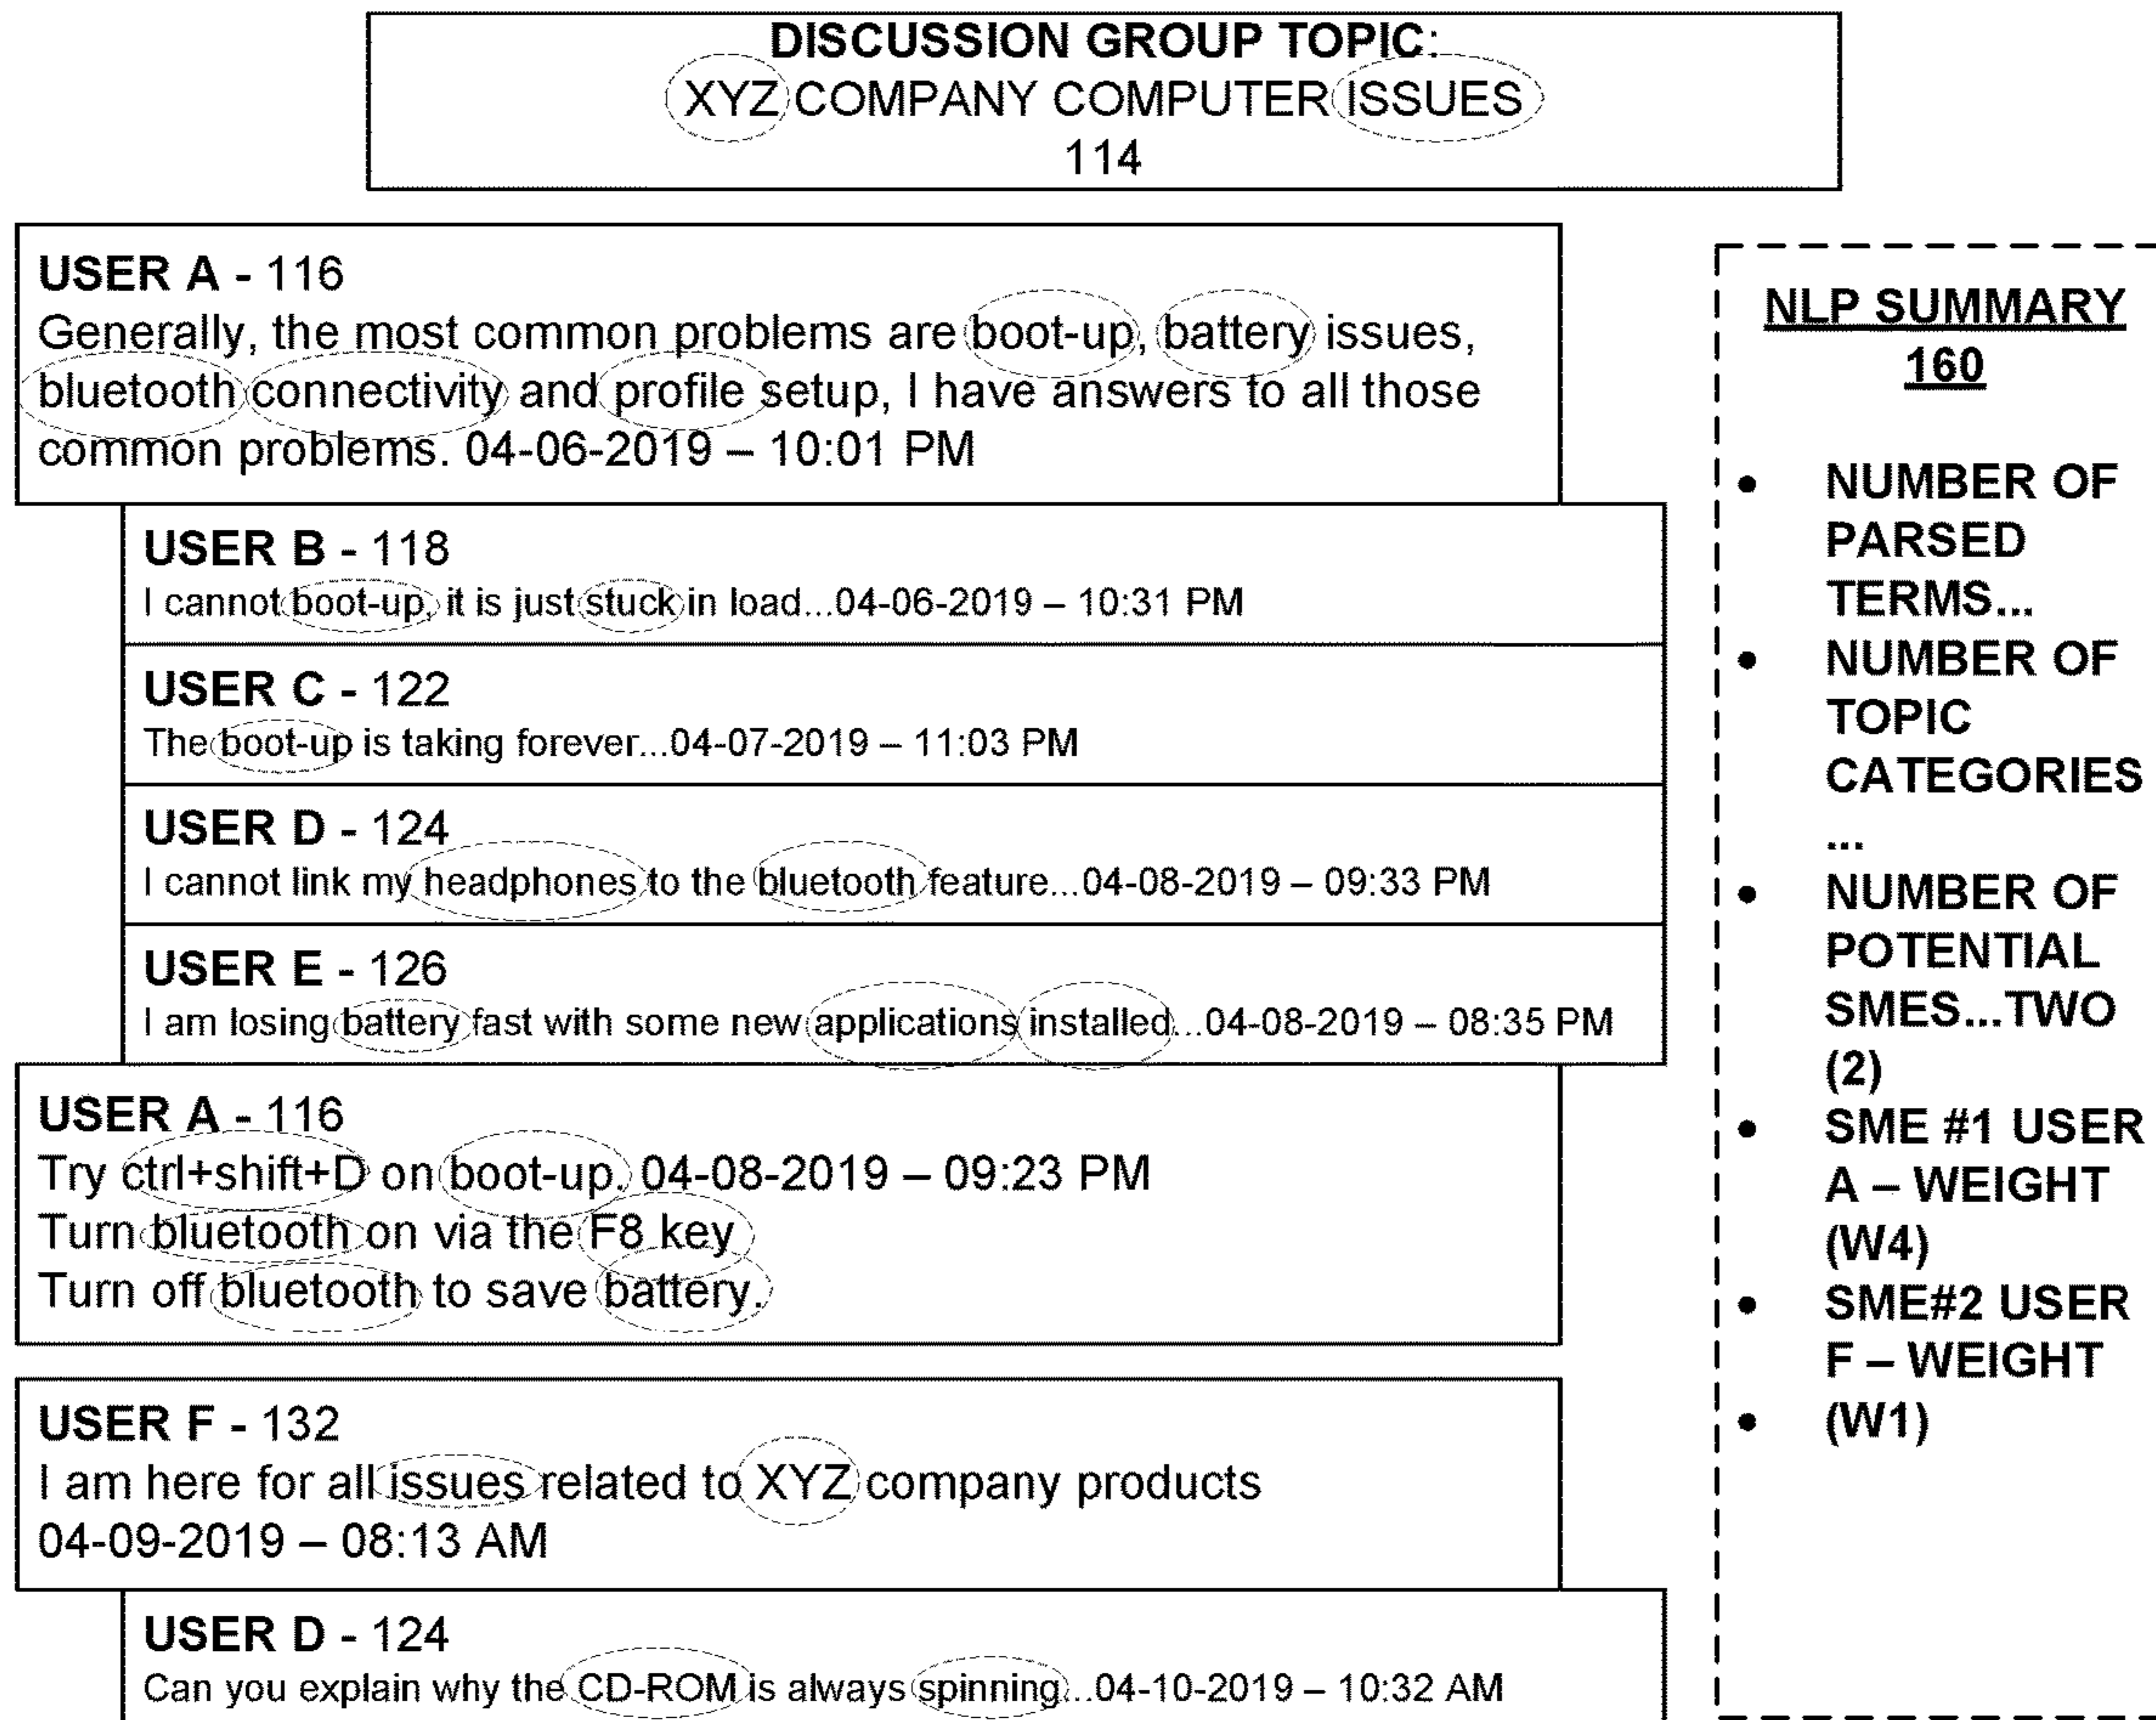 DISCUSSION GROUP TOPIC:
XYZ COMPANY COMPUTER ISSUES
114
USER A - 116
Generally, the most common problems are boot-up, battery issues,
bluetooth connectivity and profile setup, I have answers to all those
common problems. 04-06-2019 – 10:01 PM
USER B - 118
I cannot boot-up, it is just stuck in load...04-06-2019 – 10:31 PM
USER C - 122
The boot-up is taking forever...04-07-2019 – 11:03 PM
USER D - 124
I cannot link my headphones to the bluetooth feature...04-08-2019 – 09:33 PM
USER E - 126
I am losing battery fast with some new applications installed...04-08-2019 – 08:35 PM
USER A - 116
Try ctrl+shift+D on boot-up. 04-08-2019 – 09:23 PM
Turn bluetooth on via the F8 key
Turn off bluetooth to save battery.
USER F - 132
I am here for all issues related to XYZ company products
04-09-2019 – 08:13 AM
USER D - 124
Can you explain why the CD-ROM is always spinning...04-10-2019 – 10:32 AM
NLP SUMMARY
160
• NUMBER OF
PARSED
TERMS...
• NUMBER OF
TOPIC
CATEGORIES
...
• NUMBER OF
POTENTIAL
SMES...TWO
(2)
• SME #1 USER
A – WEIGHT
(W4)
• SME#2 USER
F – WEIGHT
• (W1)